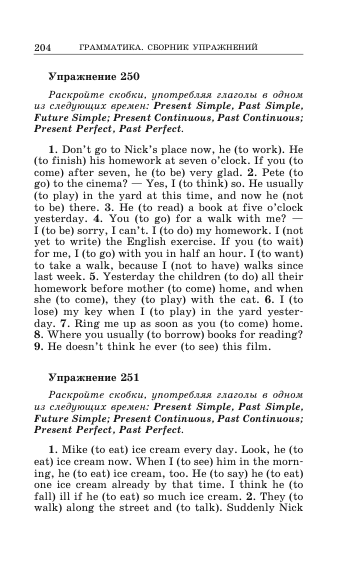 204 ГРАММАТИКА. СБОРНИК УПРАЖНЕНИЙ
Упражнение 250
Раскройте скобки, употребляя глаголы в одном
из следующих времен: Present Simple, Past Simple,
Future Simple; Present Continuous, Past Continuous;
Present Perfect, Past Perfect.
1. Don't go to Nick's place now, he (to work). He
(to finish) his homework at seven o'clock. If you (to
come) after seven, he (to be) very glad. 2. Pete (to
go) to the cinema? — Yes, I (to think) so. He usually
(to play) in the yard at this time, and now he (not
to be) there. 3. He (to read) a book at five o'clock
yesterday. 4. You (to go) for a walk with me? —
I (to be) sorry, I can't. I (to do) my homework. I (not
yet to write) the English exercise. If you (to wait)
for me, I (to go) with you in half an hour. I (to want)
to take a walk, because I (not to have) walks since
last week. 5. Yesterday the children (to do) all their
homework before mother (to come) home, and when
she (to come), they (to play) with the cat. 6. I (to
lose) my key when I (to play) in the yard yester-
day. 7. Ring me up as soon as you (to come) home.
8. Where you usually (to borrow) books for reading?
9. He doesn't think he ever (to see) this film.
Упражнение 251
Раскройте скобки, употребляя глаголы в одном
из следующих времен: Present Simple, Past Simple,
Future Simple; Present Continuous, Past Continuous;
Present Perfect, Past Perfect.
1. Mike (to eat) ice cream every day. Look, he (to
eat) ice cream now. When I (to see) him in the morn-
ing, he (to eat) ice cream, too. He (to say) he (to eat)
one ice cream already by that time. I think he (to
fall) ill if he (to eat) so much ice cream. 2. They (to
walk) along the street and (to talk). Suddenly Nick